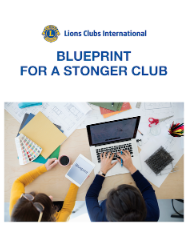 Lions Clubs International
BLUEPRINT
FOR A STONGER CLUB